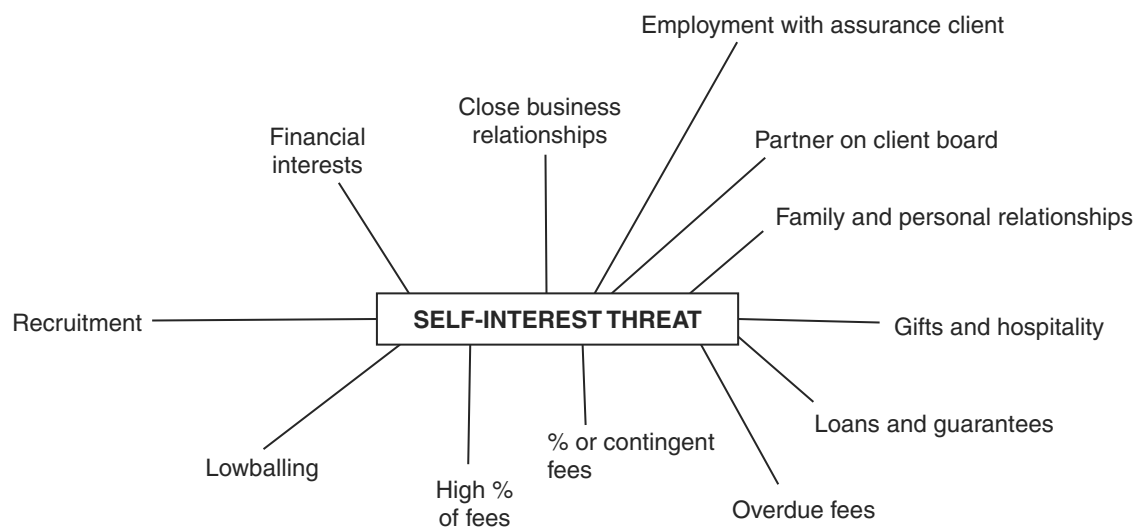 Employment with assurance client
Close business
relationships
Financial
interests
Partner on client board
Family and personal relationships
Recruitment
SELF-INTEREST THREAT
Gifts and hospitality
Loans and guarantees
% or contingent
fees
Lowballing
High %
of fees
Overdue fees